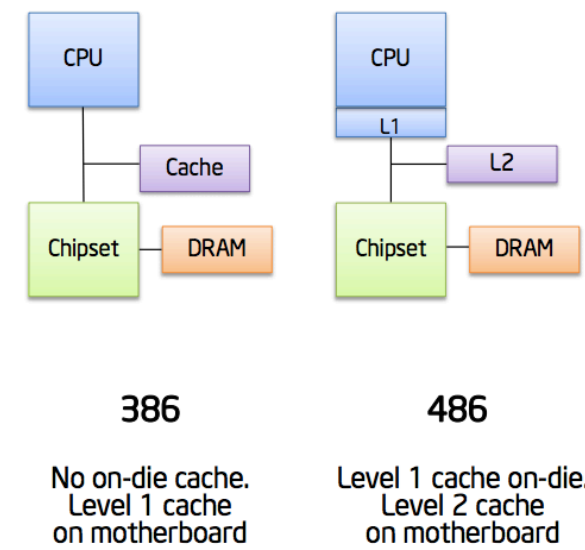 CPU
Cache
Chipset
DRAM
386
No on-die cache.
Level 1 cache
on motherboard
CPU
L1
L2
Chipset
DRAM
486
Level 1 cache on-die.
Level 2 cache
on motherboard